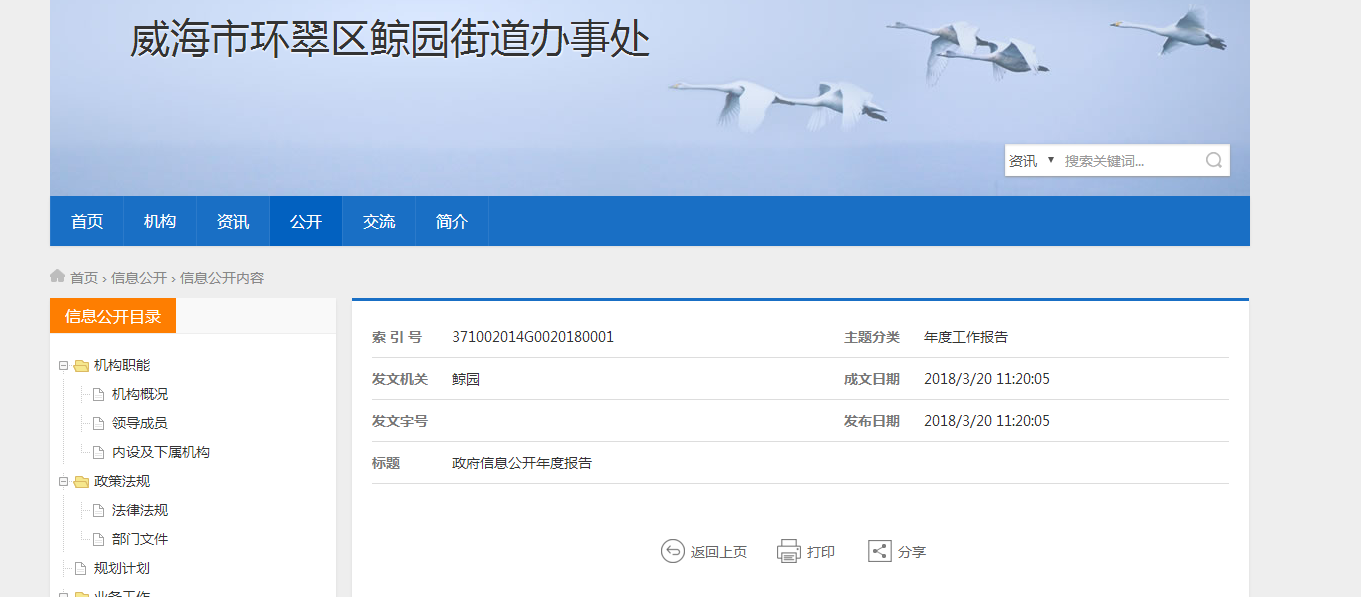 威海市环翠区鲸园街道办事处
资讯 ▼ 搜索关键词...
首页 机构 资讯 公开 交流 简介
首页 › 信息公开 › 信息公开内容
信息公开目录
机构职能
机构概况
领导成员
内设及下属机构
政策法规
法律法规
部门文件
规划计划
业务工作
索 引 号 371002014G0020180001 主题分类 年度工作报告
发文机关 鲸园 成文日期 2018/3/20 11:20:05
发文字号 发布日期 2018/3/20 11:20:05
标题 政府信息公开年度报告
返回上页 打印 分享